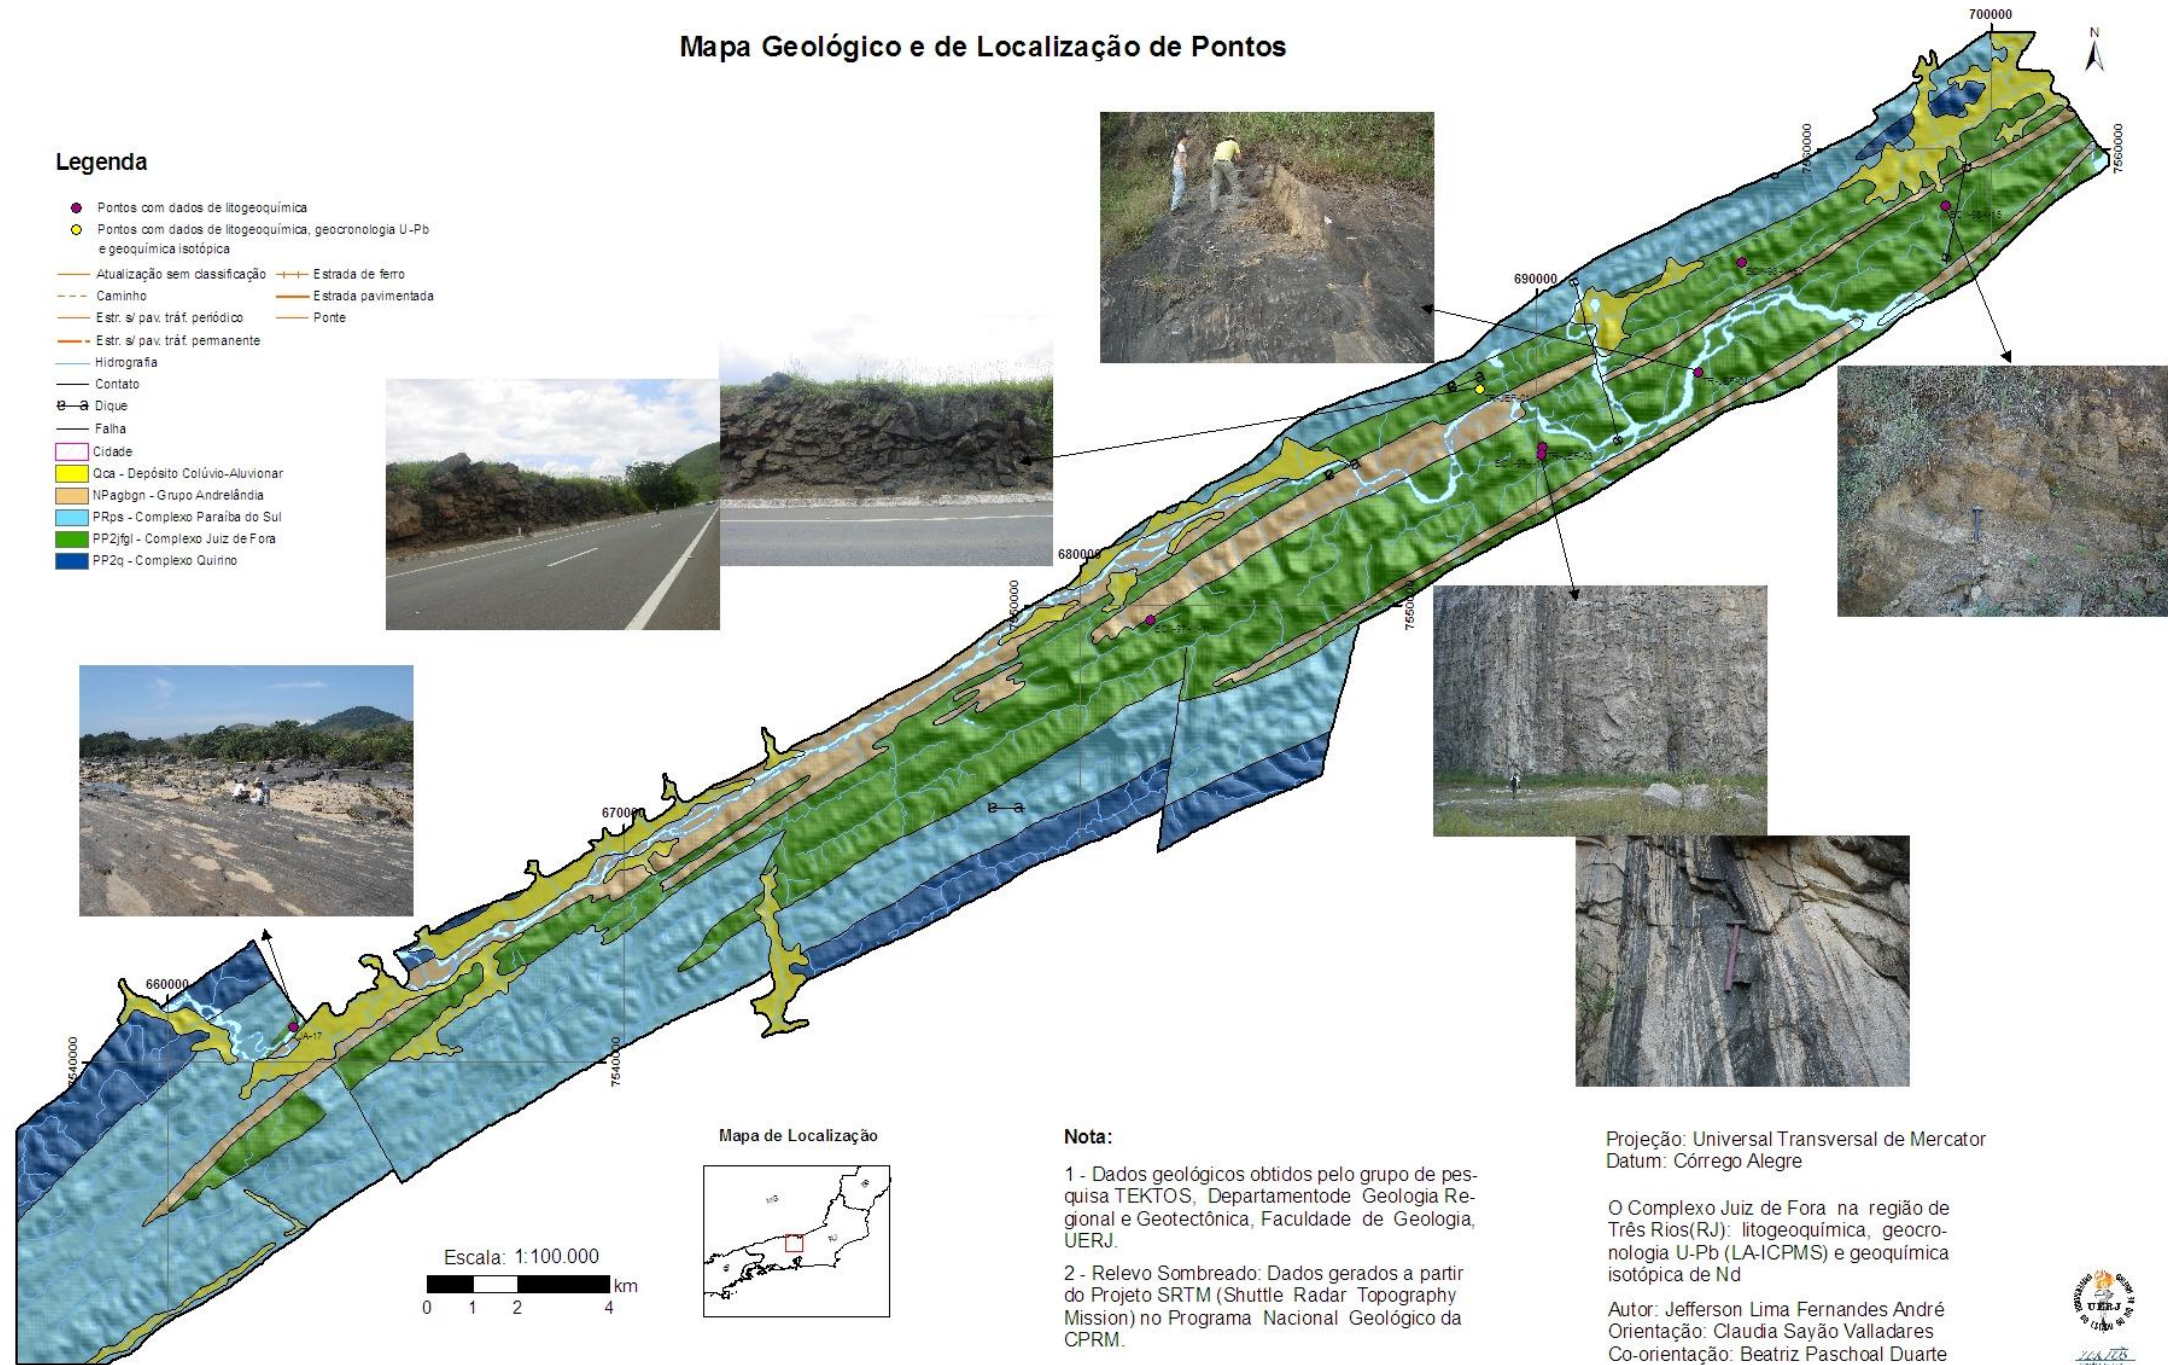 Mapa Geológico e de Localização de Pontos
N
Legenda
Pontos com dados de litogeoquímica
Pontos com dados de litogeoquímica, geocronologia U-Pb
e geoquímica isotópica
Atualização sem classificação
Estrada de ferro
Caminho
Estrada pavimentada
Estr. s/ pav. tráf. periódico
Ponte
Estr. s/ pav. tráf. permanente
Hidrografia
Contato
Dique
Falha
Cidade
Qca - Depósito Colúvio-Aluvionar
NPagbgn - Grupo Andrelândia
PRps - Complexo Paraíba do Sul
PP2jfgl - Complexo Juiz de Fora
PP2q - Complexo Quirino
700000
7560000
7560000
690000
680000
7550000
7550000
670000
660000
7540000
7540000
TR-JEF-01
Escala: 1:100.000
km
0 1 2 4
Mapa de Localização
MG
RJ
Nota:
1 - Dados geológicos obtidos pelo grupo de pes-
quisa TEKTOS, Departamentode Geologia Re-
gional e Geotectônica, Faculdade de Geologia,
UERJ.
2 - Relevo Sombreado: Dados gerados a partir
do Projeto SRTM (Shuttle Radar Topography
Mission) no Programa Nacional Geológico da
CPRM.
Projeção: Universal Transversal de Mercator
Datum: Córrego Alegre
O Complexo Juiz de Fora na região de
Três Rios(RJ): litogeoquímica, geocro-
nologia U-Pb (LA-ICPMS) e geoquímica
isotópica de Nd
Autor: Jefferson Lima Fernandes André
Orientação: Claudia Sayão Valladares
Co-orientação: Beatriz Paschoal Duarte
UERJ